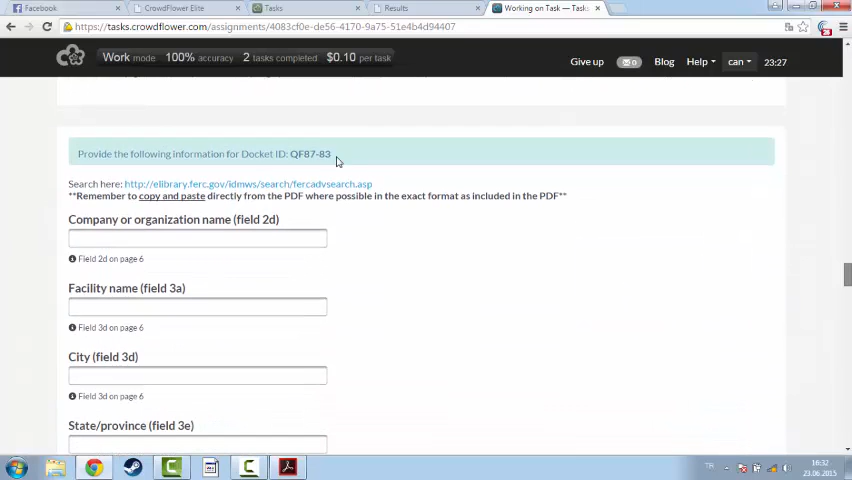 Facebook
CrowdFlower Elite
Tasks
Results
Working on Task — Task
https://tasks.crowdflower.com/assignments/4083cf0e-de56-4170-9a75-51e4b4d94407
Work mode 100% accuracy 2 tasks completed $0.10 per task
Give up 0 Blog Help can 23:27
Provide the following information for Docket ID: QF87-83
Search here: http://elibrary.ferc.gov/idmws/search/fercadvsearch.asp
**Remember to copy and paste directly from the PDF where possible in the exact format as included in the PDF**
Company or organization name (field 2d)
Field 2d on page 6
Facility name (field 3a)
Field 3d on page 6
City (field 3d)
Field 3d on page 6
State/province (field 3e)
TR
16:32
23.06.2015